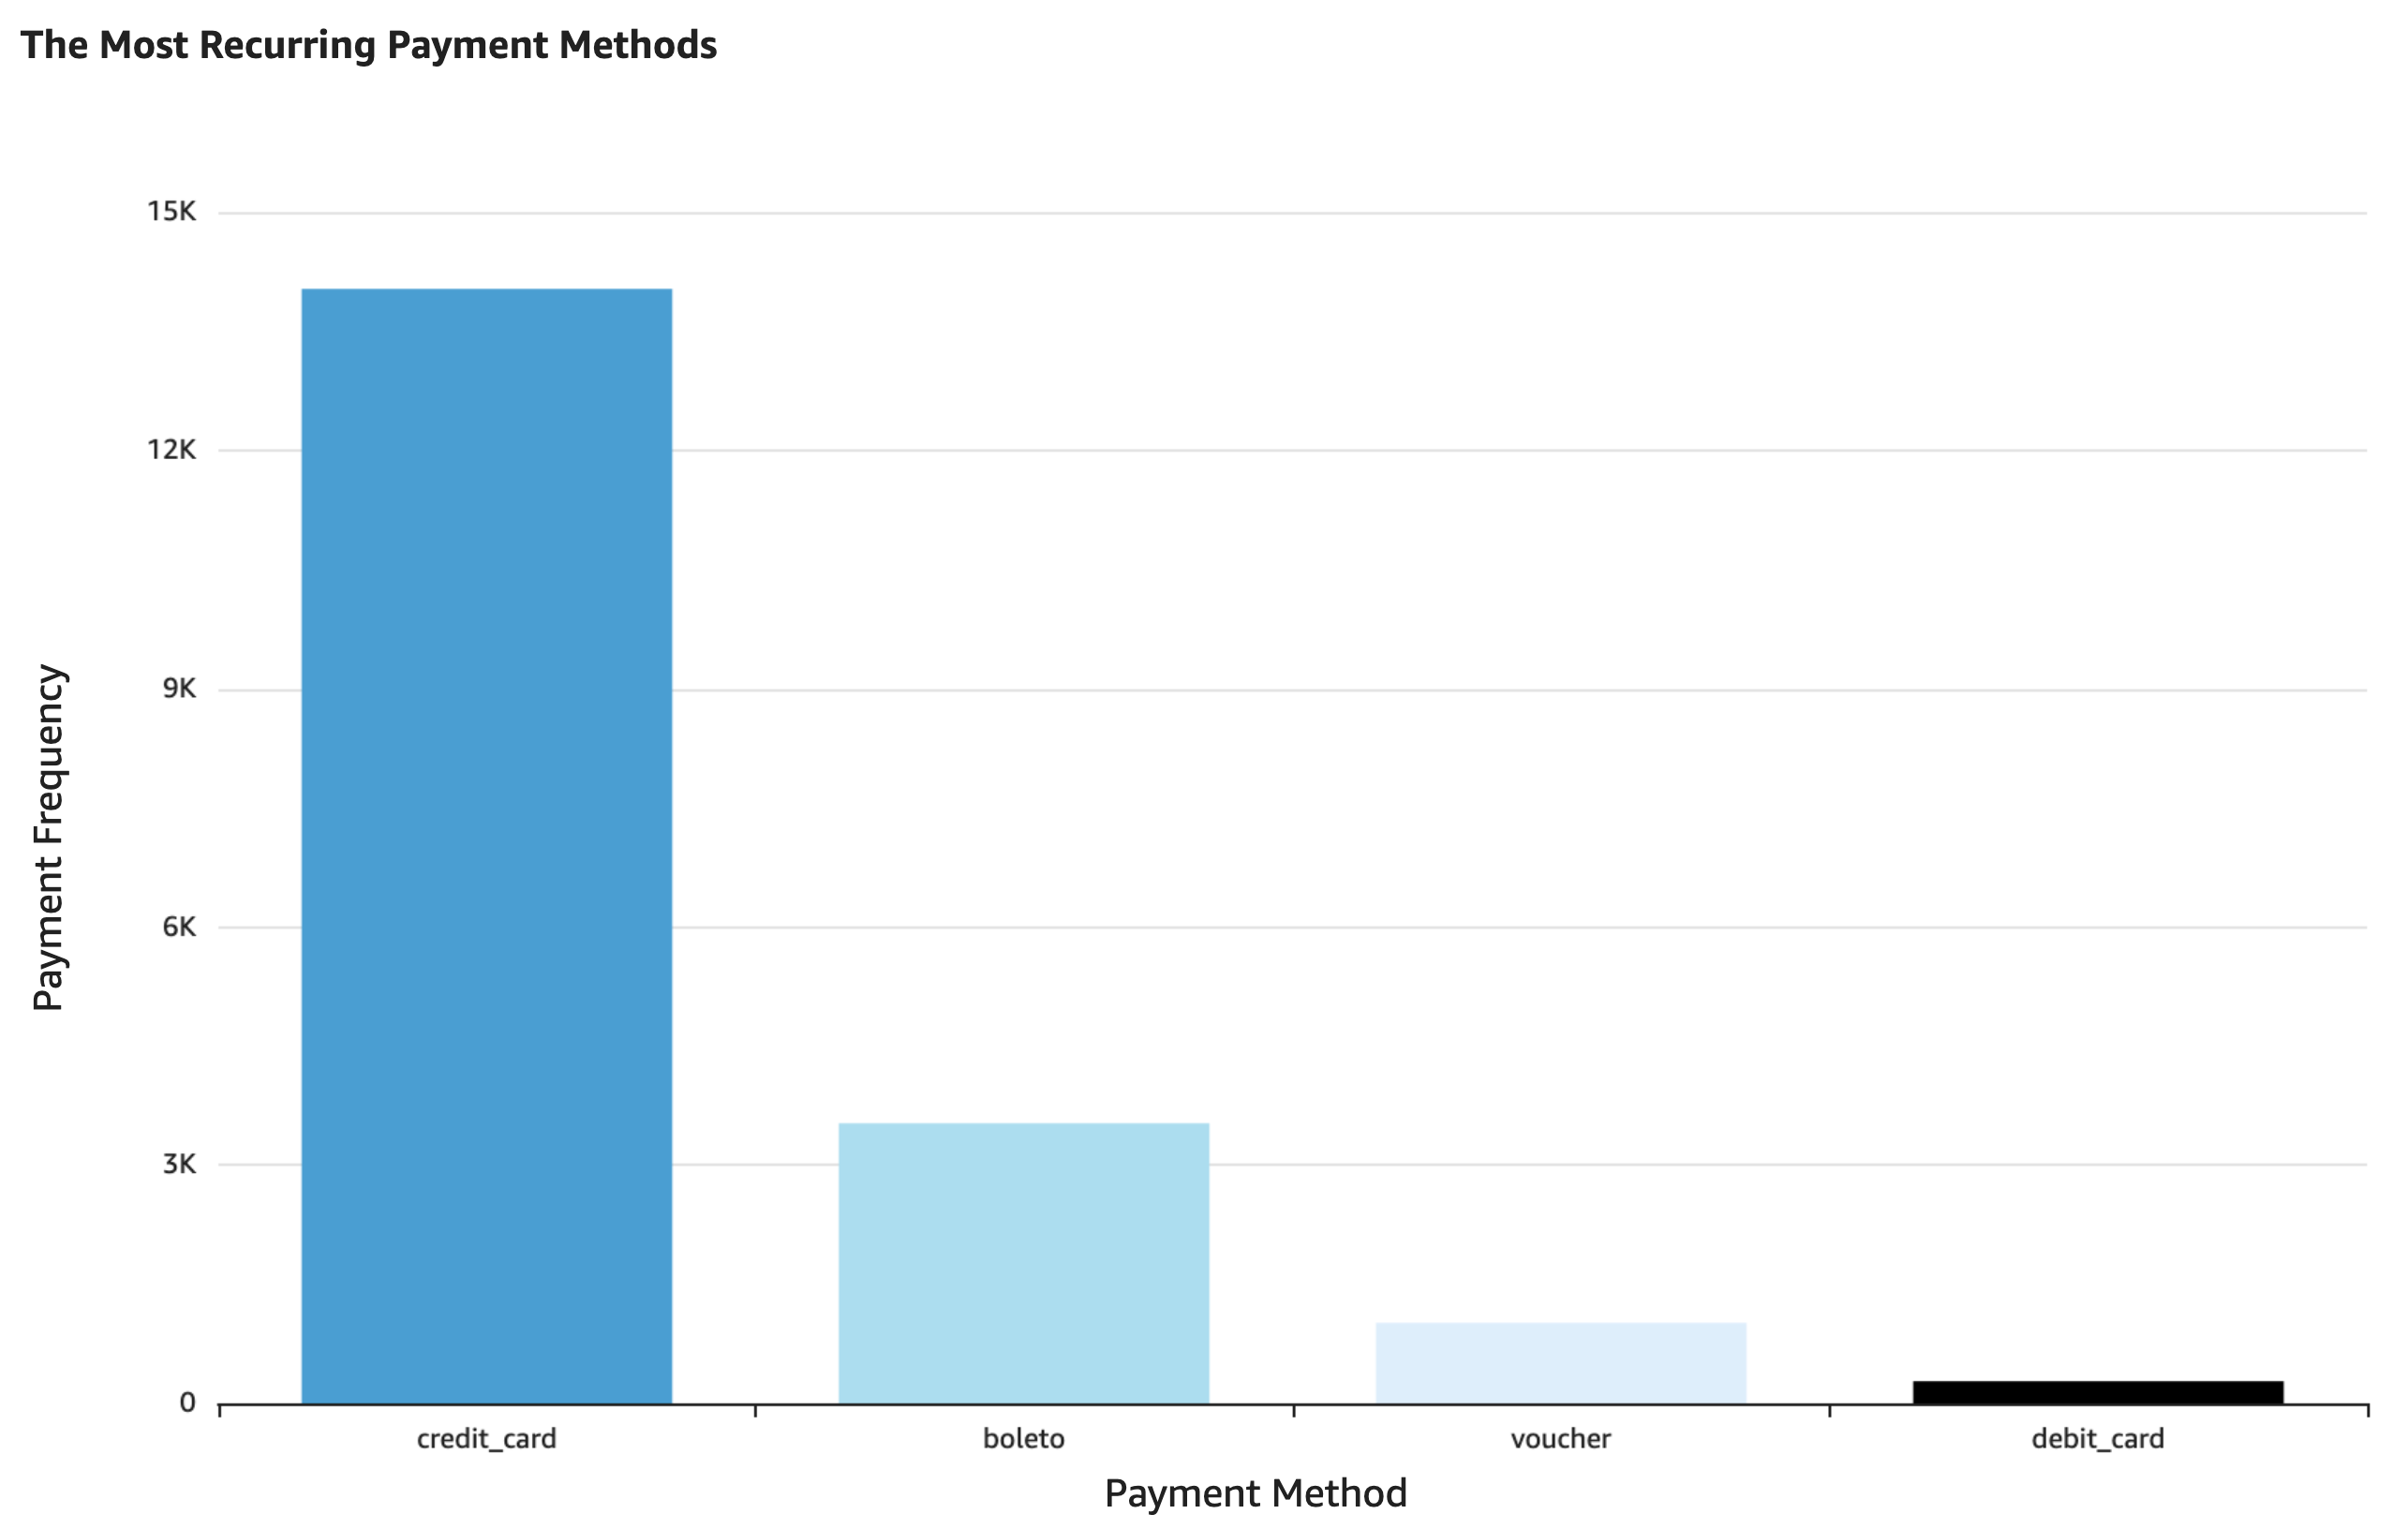 The Most Recurring Payment Methods
15K
12K
9K
6K
3K
0
Payment Frequency
credit_card
boleto
voucher
debit_card
Payment Method